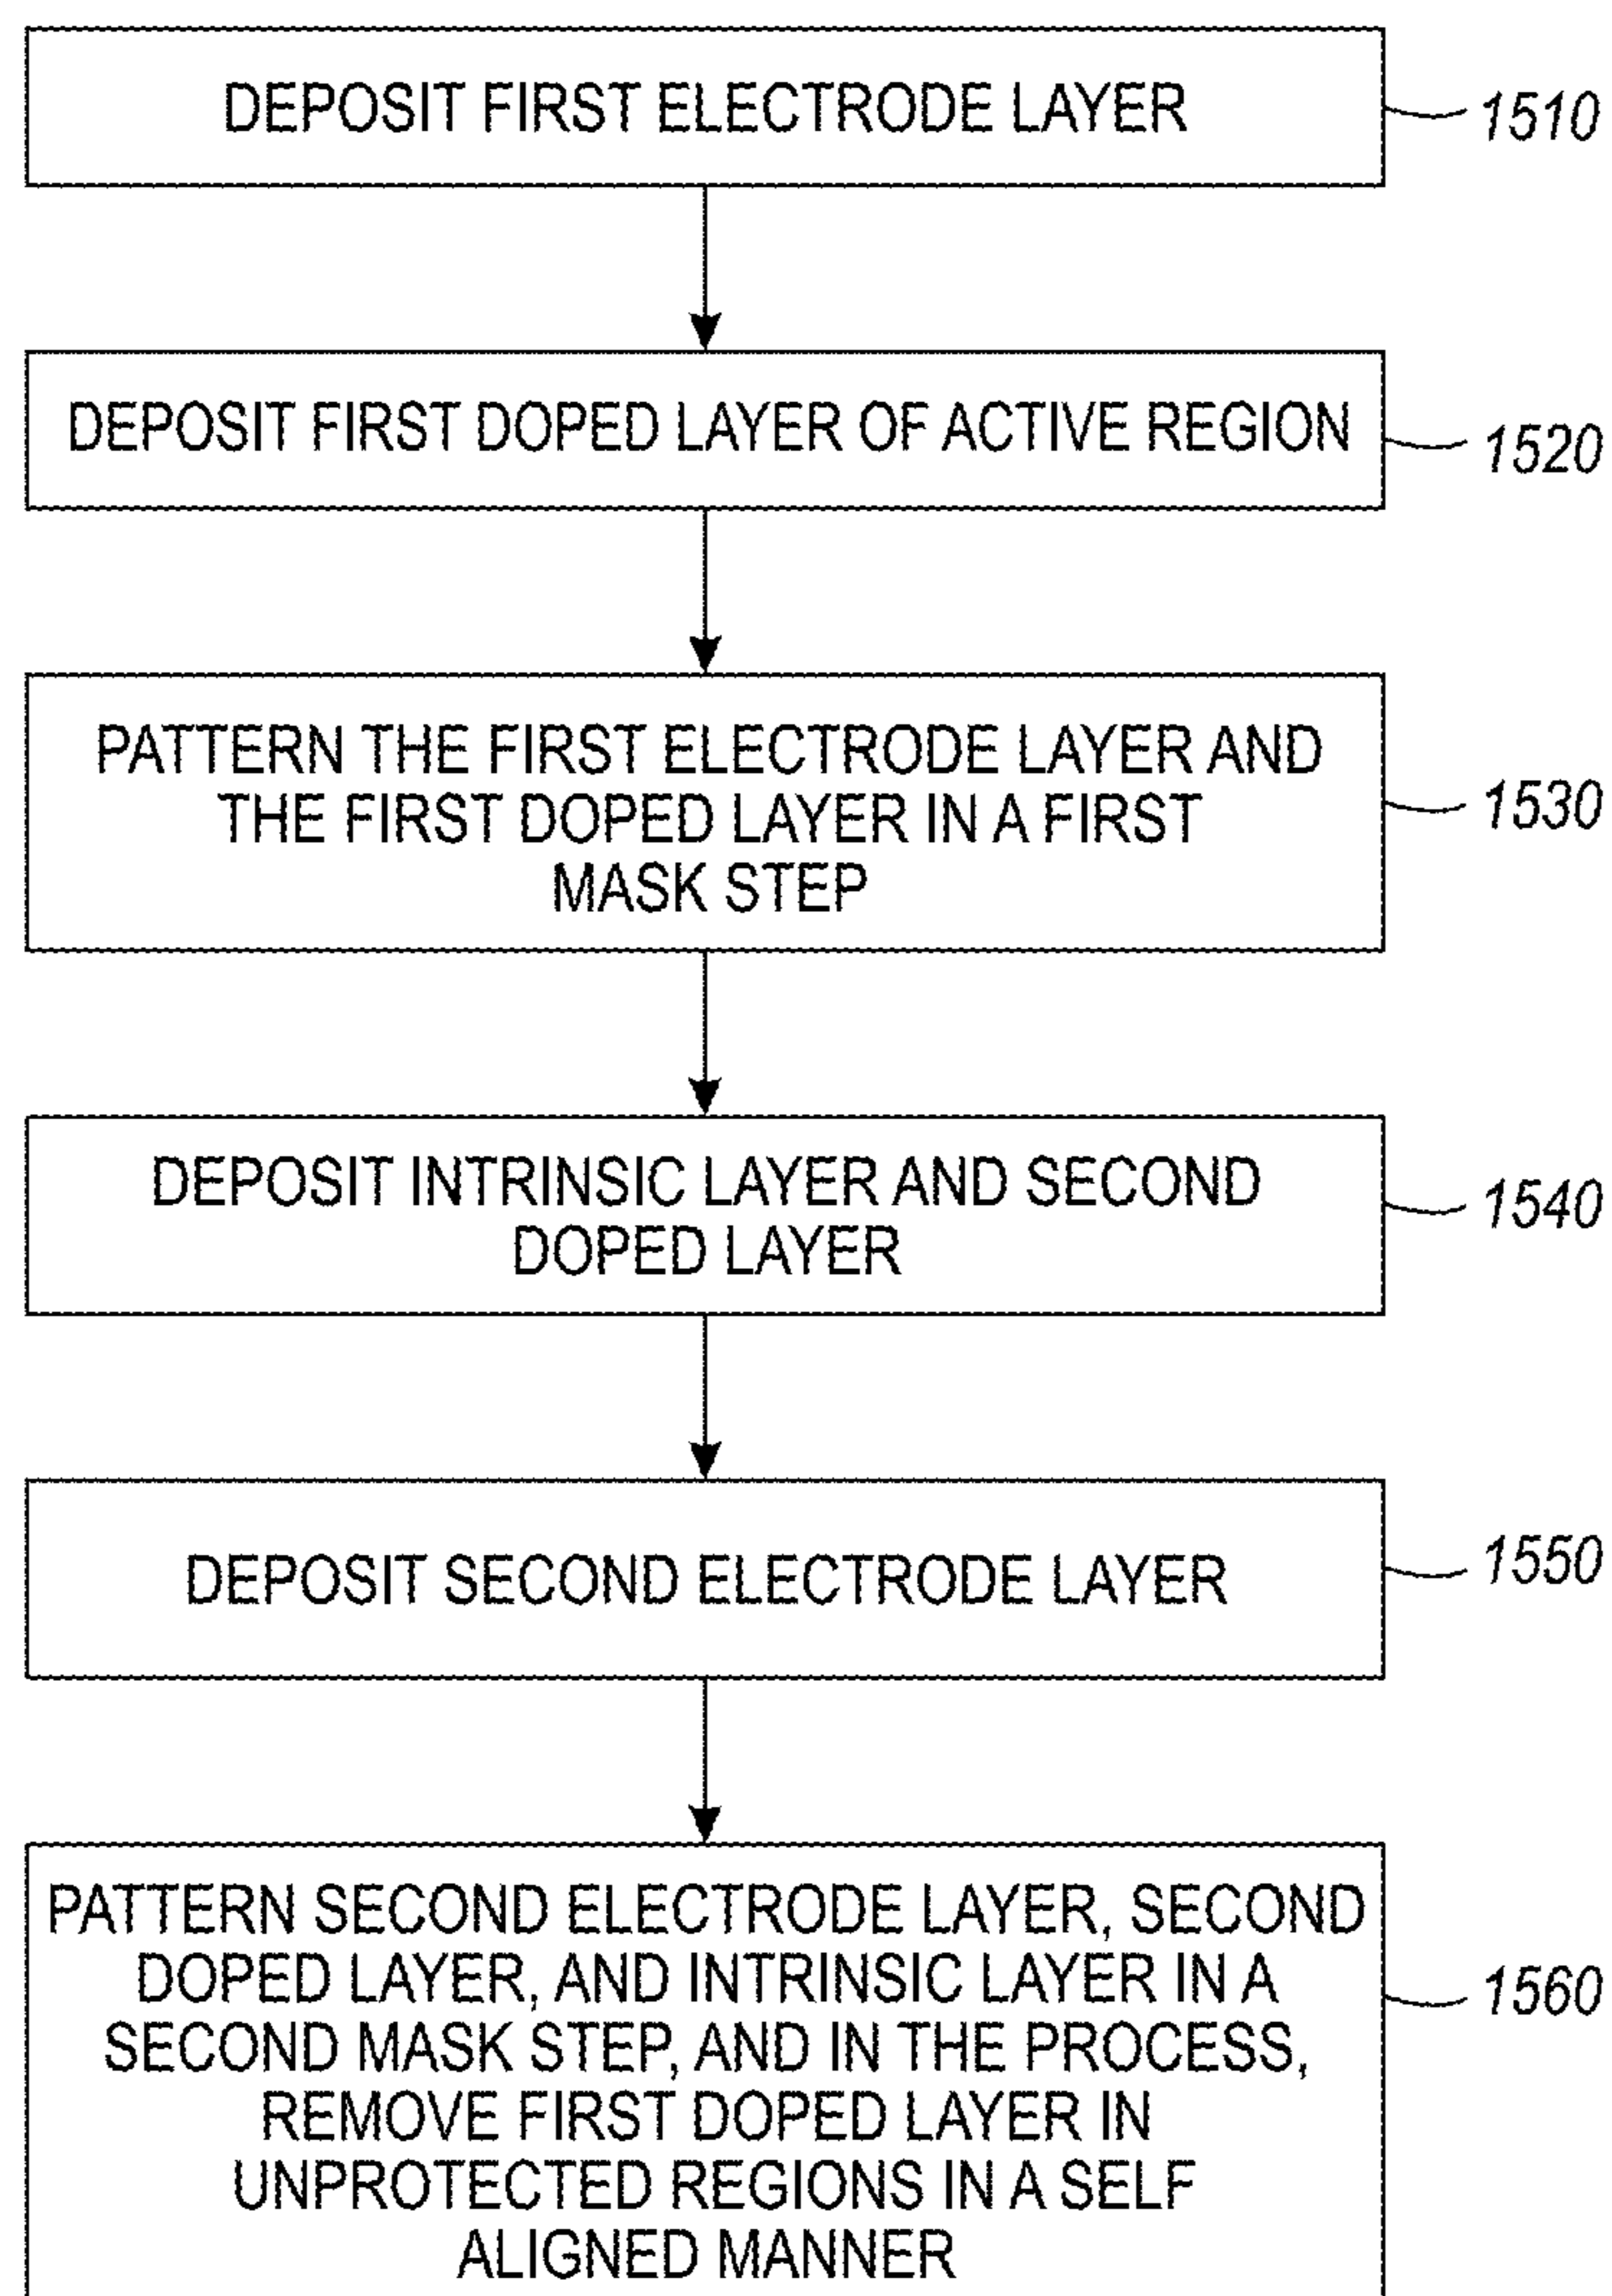 DEPOSIT FIRST ELECTRODE LAYER
1510
DEPOSIT FIRST DOPED LAYER OF ACTIVE REGION
1520
PATTERN THE FIRST ELECTRODE LAYER AND
THE FIRST DOPED LAYER IN A FIRST
MASK STEP
1530
DEPOSIT INTRINSIC LAYER AND SECOND
DOPED LAYER
1540
DEPOSIT SECOND ELECTRODE LAYER
1550
PATTERN SECOND ELECTRODE LAYER, SECOND
DOPED LAYER, AND INTRINSIC LAYER IN A
SECOND MASK STEP, AND IN THE PROCESS,
REMOVE FIRST DOPED LAYER IN
UNPROTECTED REGIONS IN A SELF
ALIGNED MANNER
1560